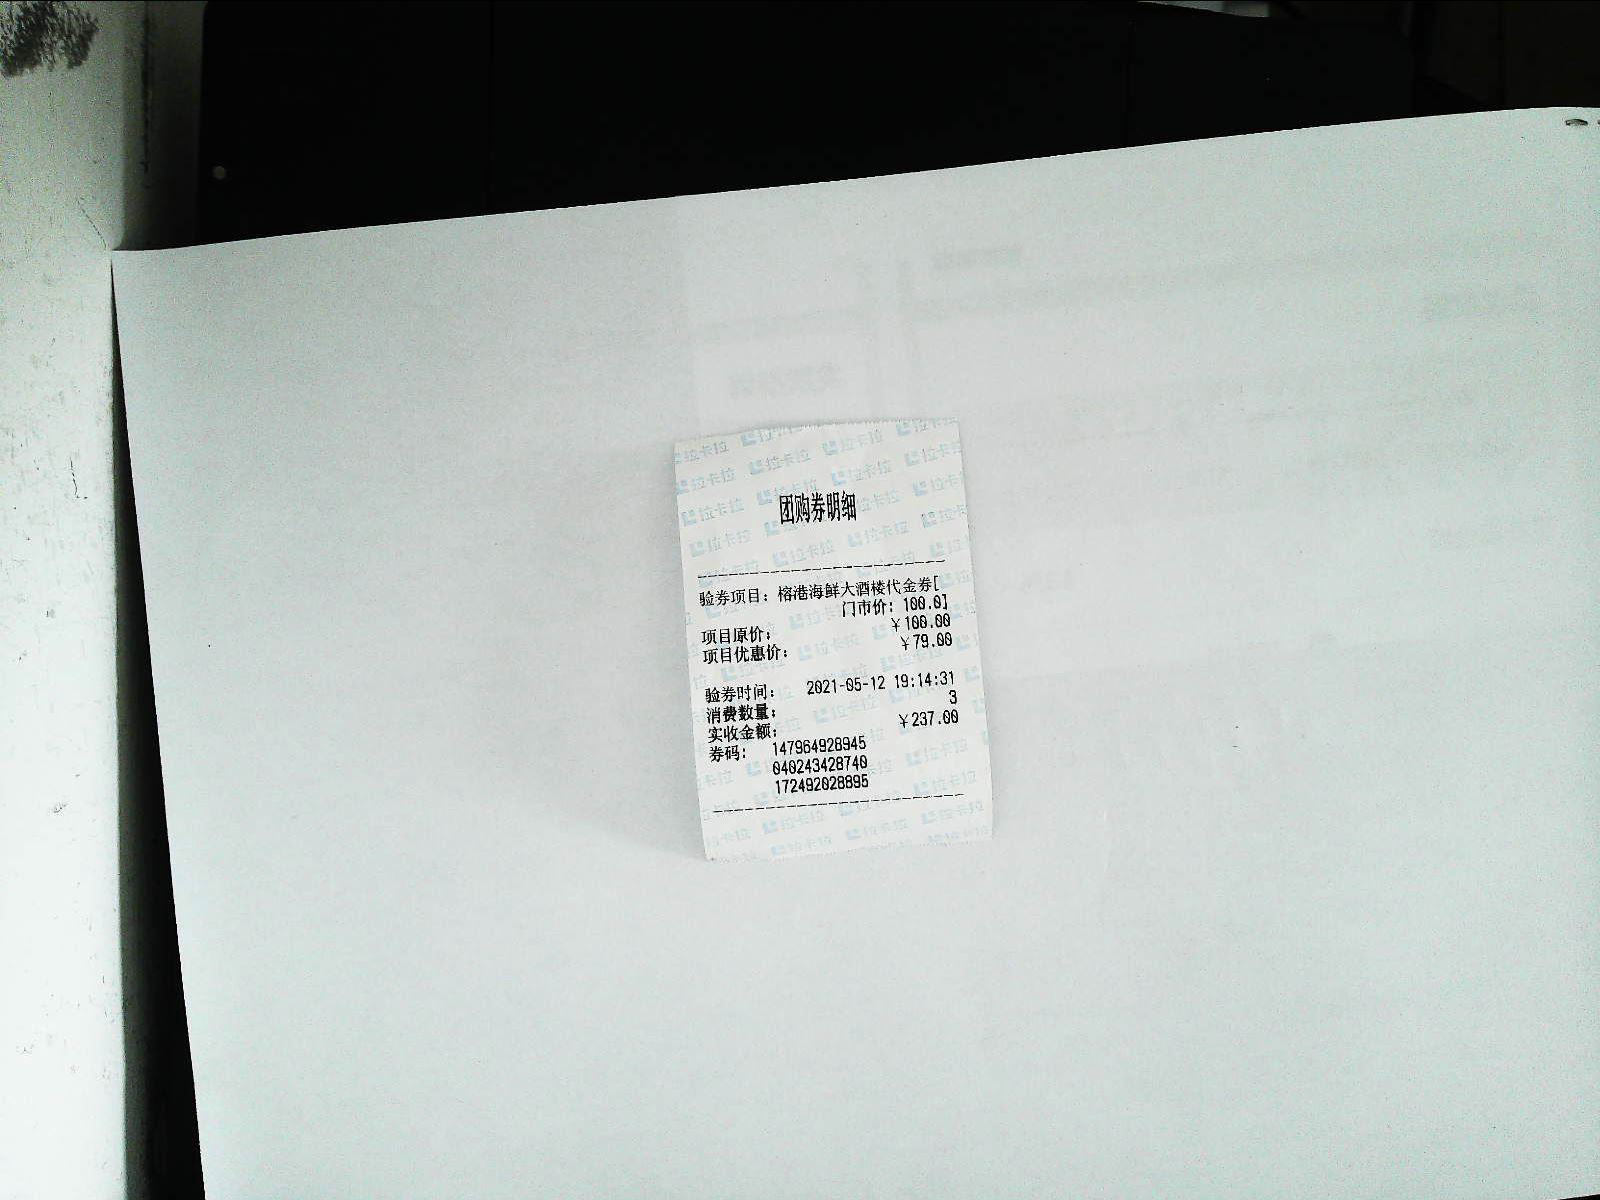 团购券明细
验券项目：榕港海鲜大酒楼代金券[
门市价：100.0]
项目原价： ￥100.00
项目优惠价： ￥79.00
验券时间： 2021-05-12 19:14:31
消费数量： 3
实收金额： ￥237.00
券码： 147964928945
040243428740
172492028895